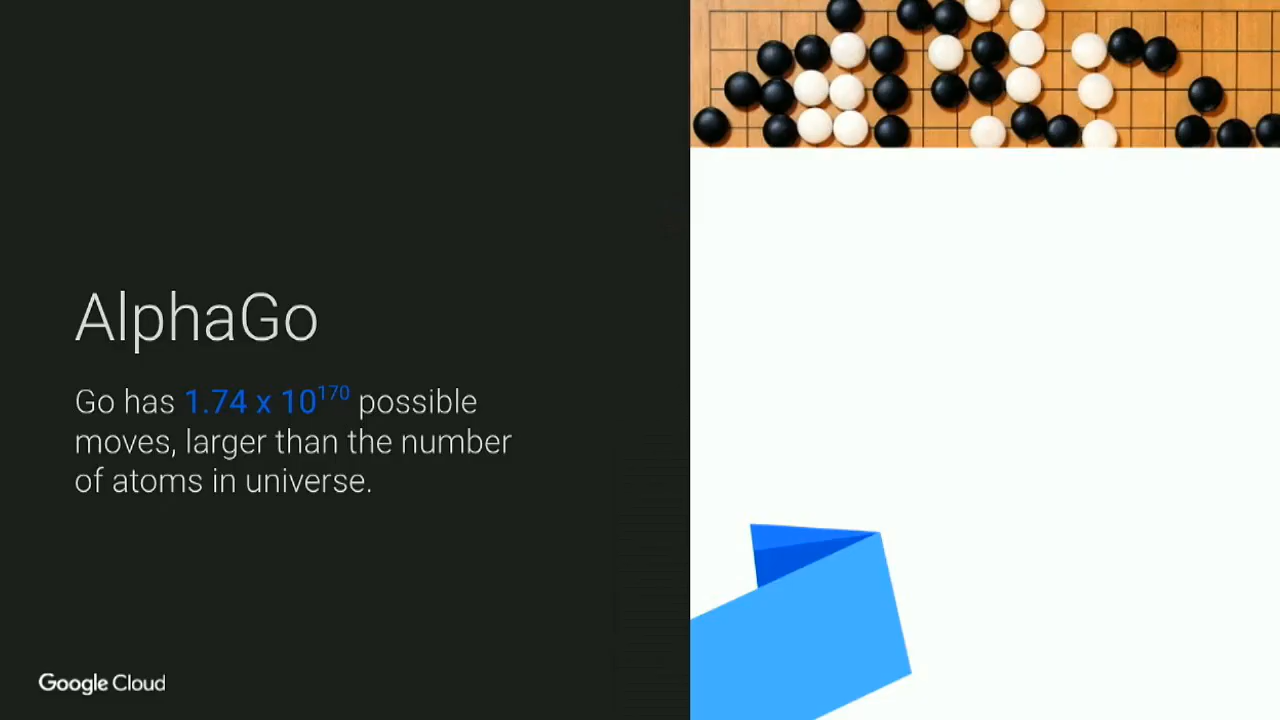 AlphaGo
Go has 1.74 x 10¹⁷⁰ possible
moves, larger than the number
of atoms in universe.
Google Cloud